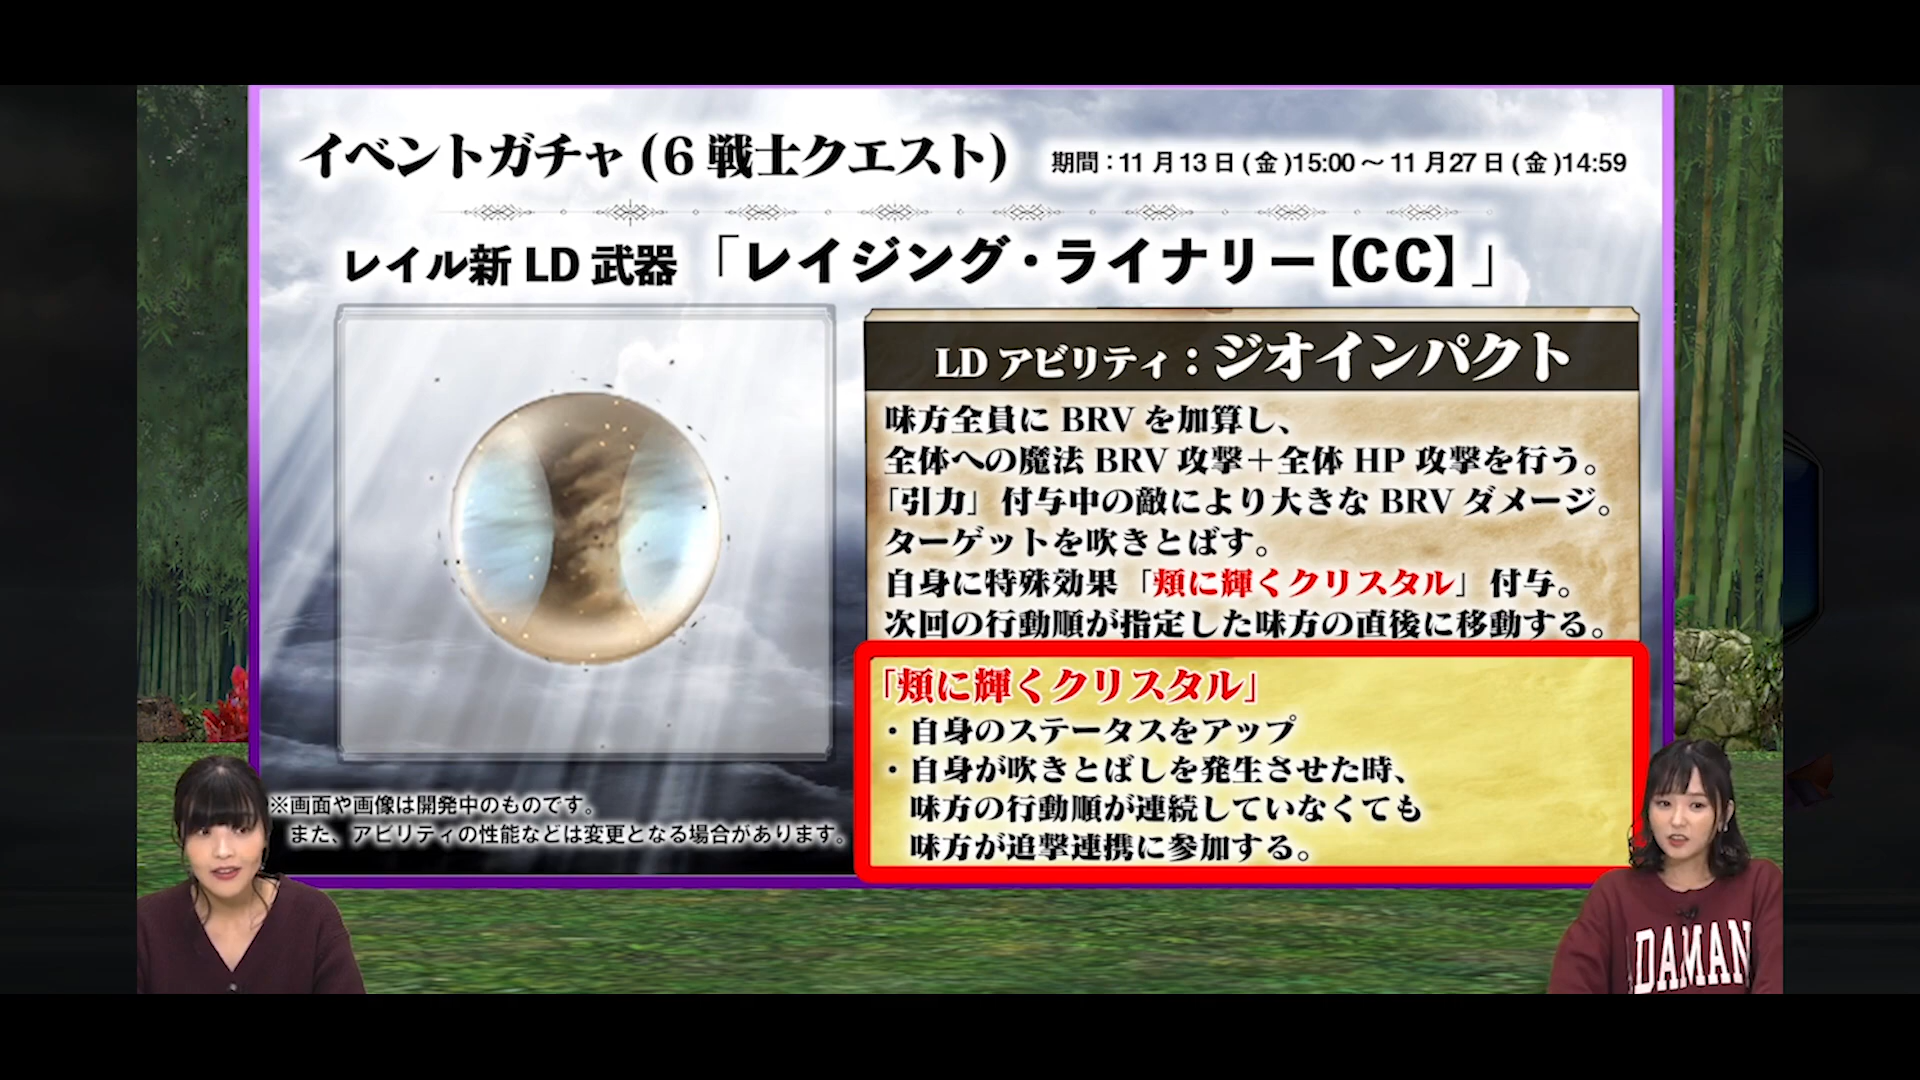 イベントガチャ(6戦士クエスト)
期間:11月13日(金)15:00～11月27日(金)14:59
レイル新LD武器「レイジング・ライナリー【CC】」
LDアビリティ:ジオインパクト
味方全員にBRVを加算し、
全体への魔法BRV攻撃＋全体HP攻撃を行う。
「引力」付与中の敵により大きなBRVダメージ。
ターゲットを吹きとばす。
自身に特殊効果「頬に輝くクリスタル」付与。
次回の行動順が指定した味方の直後に移動する。
「頬に輝くクリスタル」
・自身のステータスをアップ
・自身が吹きとばしを発生させた時、
味方の行動順が連続していなくても
味方が追撃連携に参加する。
※画面や画像は開発中のものです。
また、アビリティの性能などは変更となる場合があります。
DAMAN